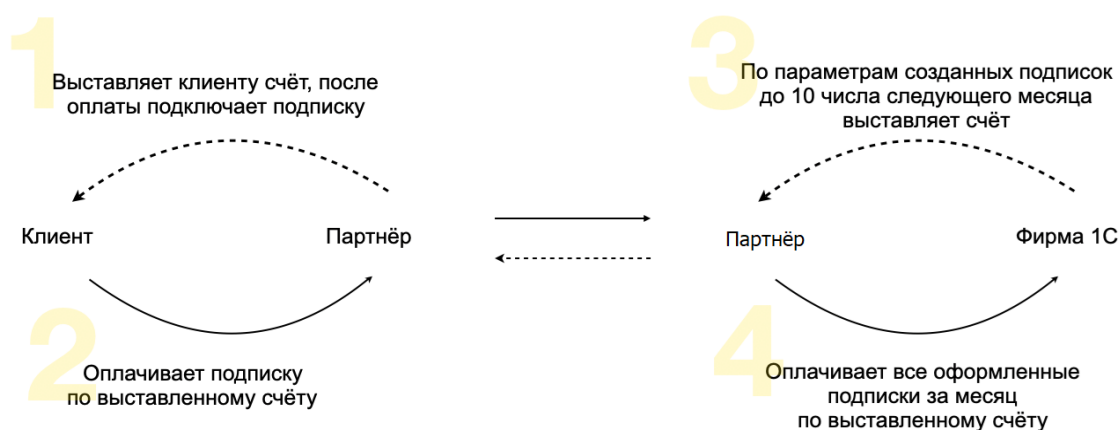 1
Выставляет клиенту счёт, после
оплаты подключает подписку
Клиент
Партнёр
2
Оплачивает подписку
по выставленному счёту
3
По параметрам созданных подписок
до 10 числа следующего месяца
выставляет счёт
Партнёр
Фирма 1С
4
Оплачивает все оформленные
подписки за месяц
по выставленному счёту